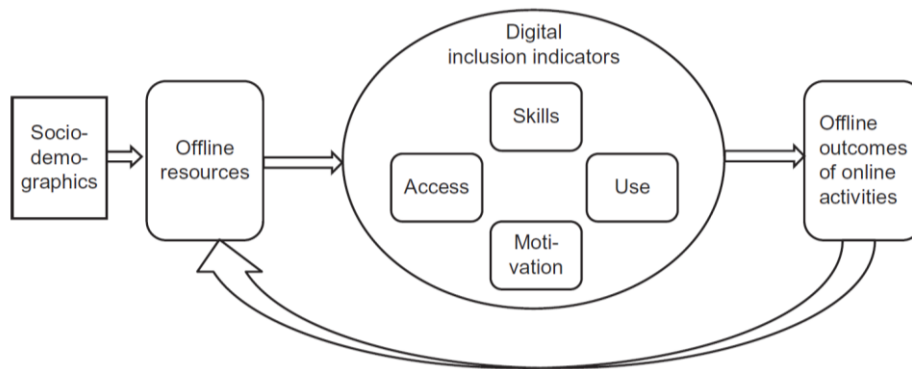 Digital
inclusion indicators
Socio-
demo-
graphics
Offline
resources
Skills
Access
Use
Moti-
vation
Offline
outcomes
of online
activities